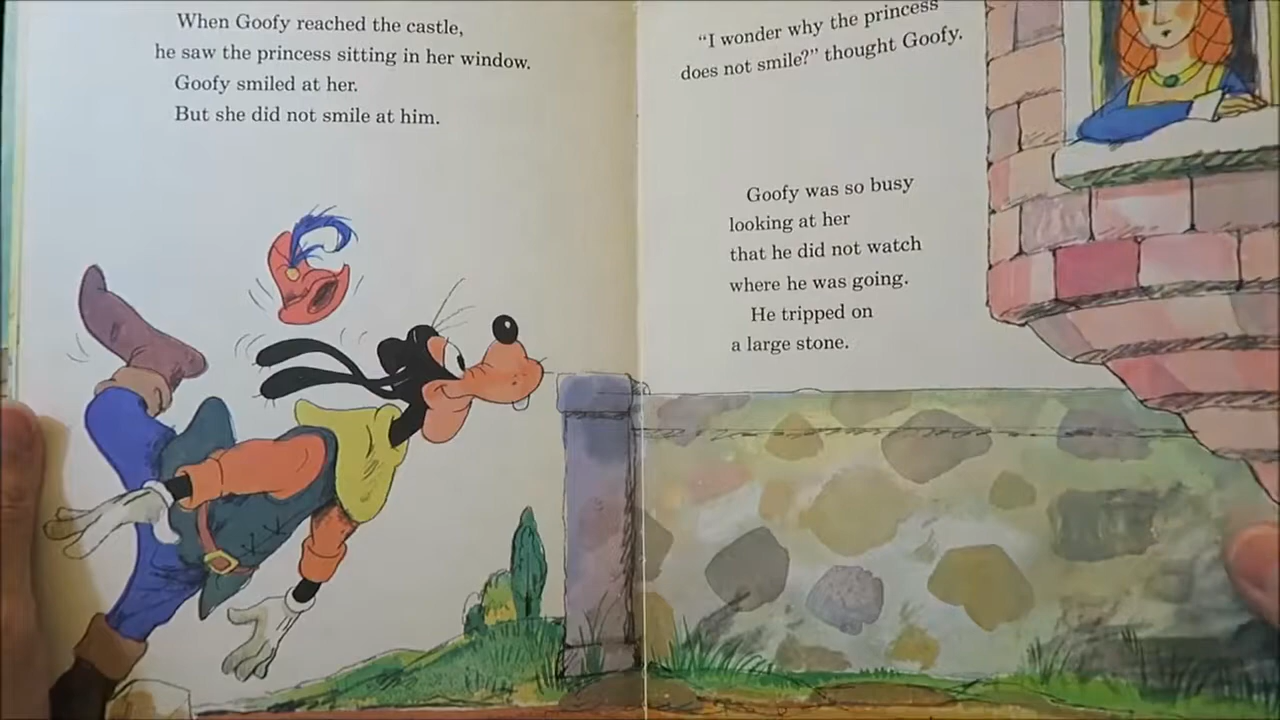 When Goofy reached the castle,
he saw the princess sitting in her window.
Goofy smiled at her.
But she did not smile at him.
“I wonder why the princess
does not smile?” thought Goofy.
Goofy was so busy
looking at her
that he did not watch
where he was going.
He tripped on
a large stone.